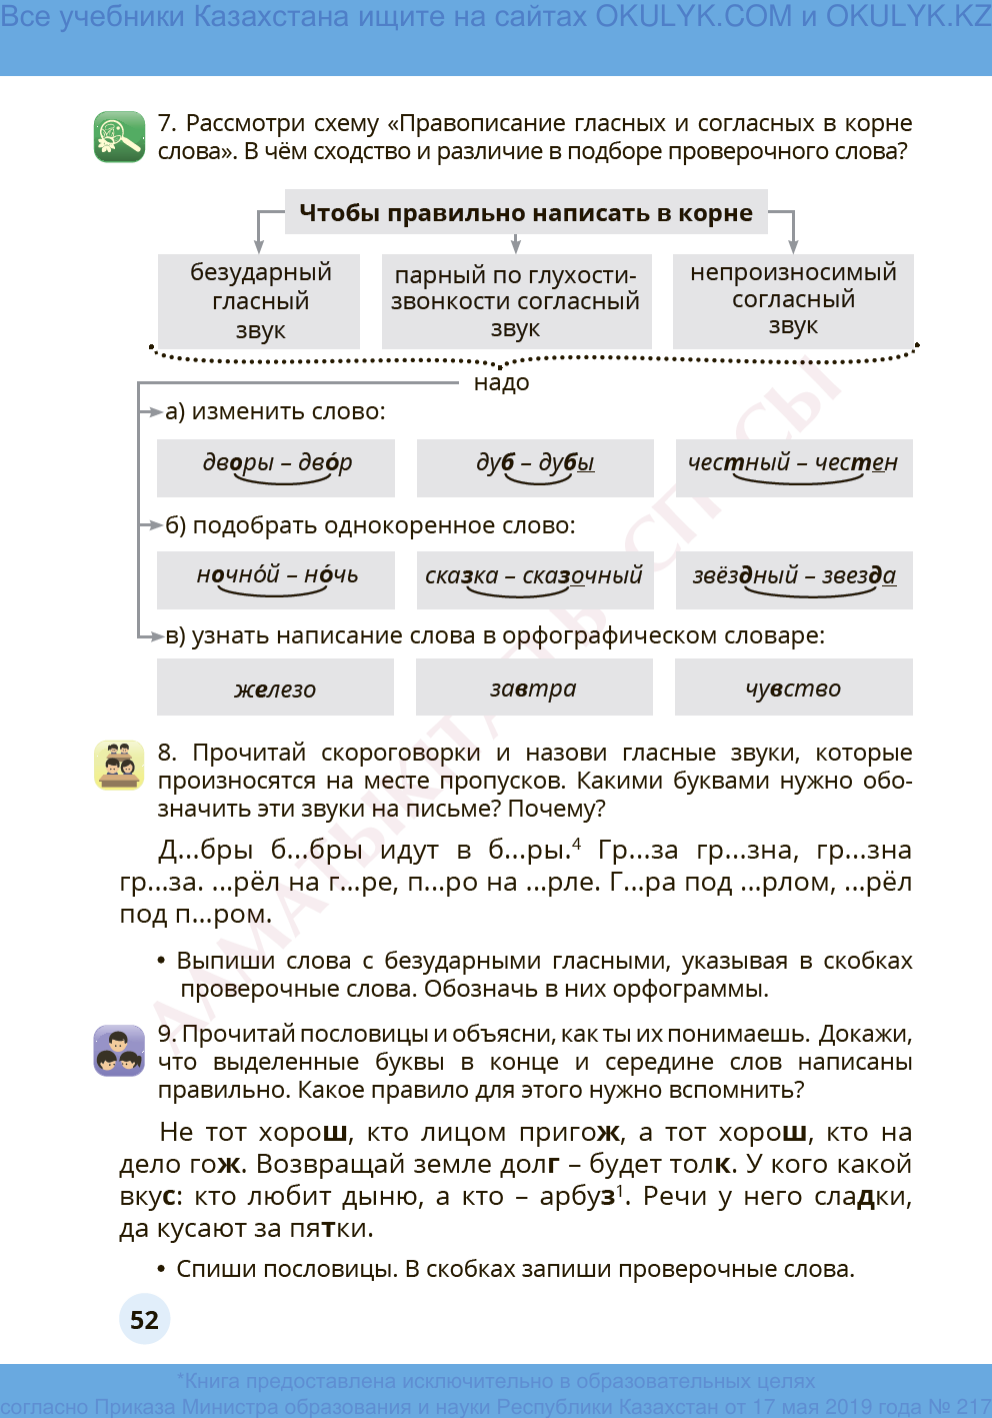 Все учебники Казахстана ищите на сайтах OKULYK.COM и OKULYK.KZ
7. Рассмотри схему «Правописание гласных и согласных в корне
слова». В чём сходство и различие в подборе проверочного слова?
Чтобы правильно написать в корне
безударный
гласный
звук
парный по глухости-
звонкости согласный
звук
непроизносимый
согласный
звук
надо
а) изменить слово:
дворы – двóр
дуб – дубы
честный – честен
б) подобрать однокоренное слово:
ночнóй – нóчь
сказка – сказочный
звёздный – звезда
в) узнать написание слова в орфографическом словаре:
железо
завтра
чувство
8. Прочитай скороговорки и назови гласные звуки, которые
произносятся на месте пропусков. Какими буквами нужно обо-
значить эти звуки на письме? Почему?
Д...бры б...бры идут в б...ры.⁴ Гр...за гр...зна, гр...зна
гр...за. ...рёл на г...ре, п...ро на ...рле. Г...ра под ...рлом, ...рёл
под п...ром.
• Выпиши слова с безударными гласными, указывая в скобках
проверочные слова. Обозначь в них орфограммы.
9. Прочитай пословицы и объясни, как ты их понимаешь. Докажи,
что выделенные буквы в конце и середине слов написаны
правильно. Какое правило для этого нужно вспомнить?
Не тот хорош, кто лицом пригож, а тот хорош, кто на
дело гож. Возвращай земле долг – будет толк. У кого какой
вкус: кто любит дыню, а кто – арбуз¹. Речи у него сладки,
да кусают за пятки.
• Спиши пословицы. В скобках запиши проверочные слова.
52
*Книга предоставлена исключительно в образовательных целях
согласно Приказа Министра образования и науки Республики Казахстан от 17 мая 2019 года № 217